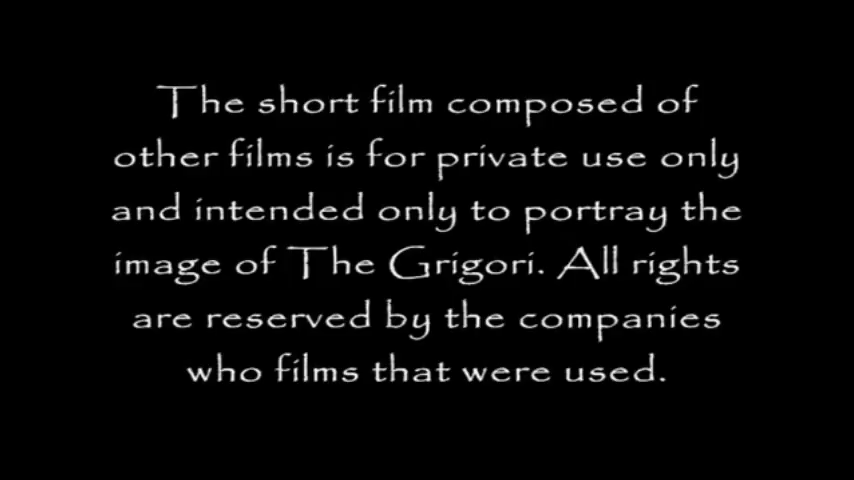 The short film composed of
other films is for private use only
and intended only to portray the
image of The Grigori. All rights
are reserved by the companies
who films that were used.